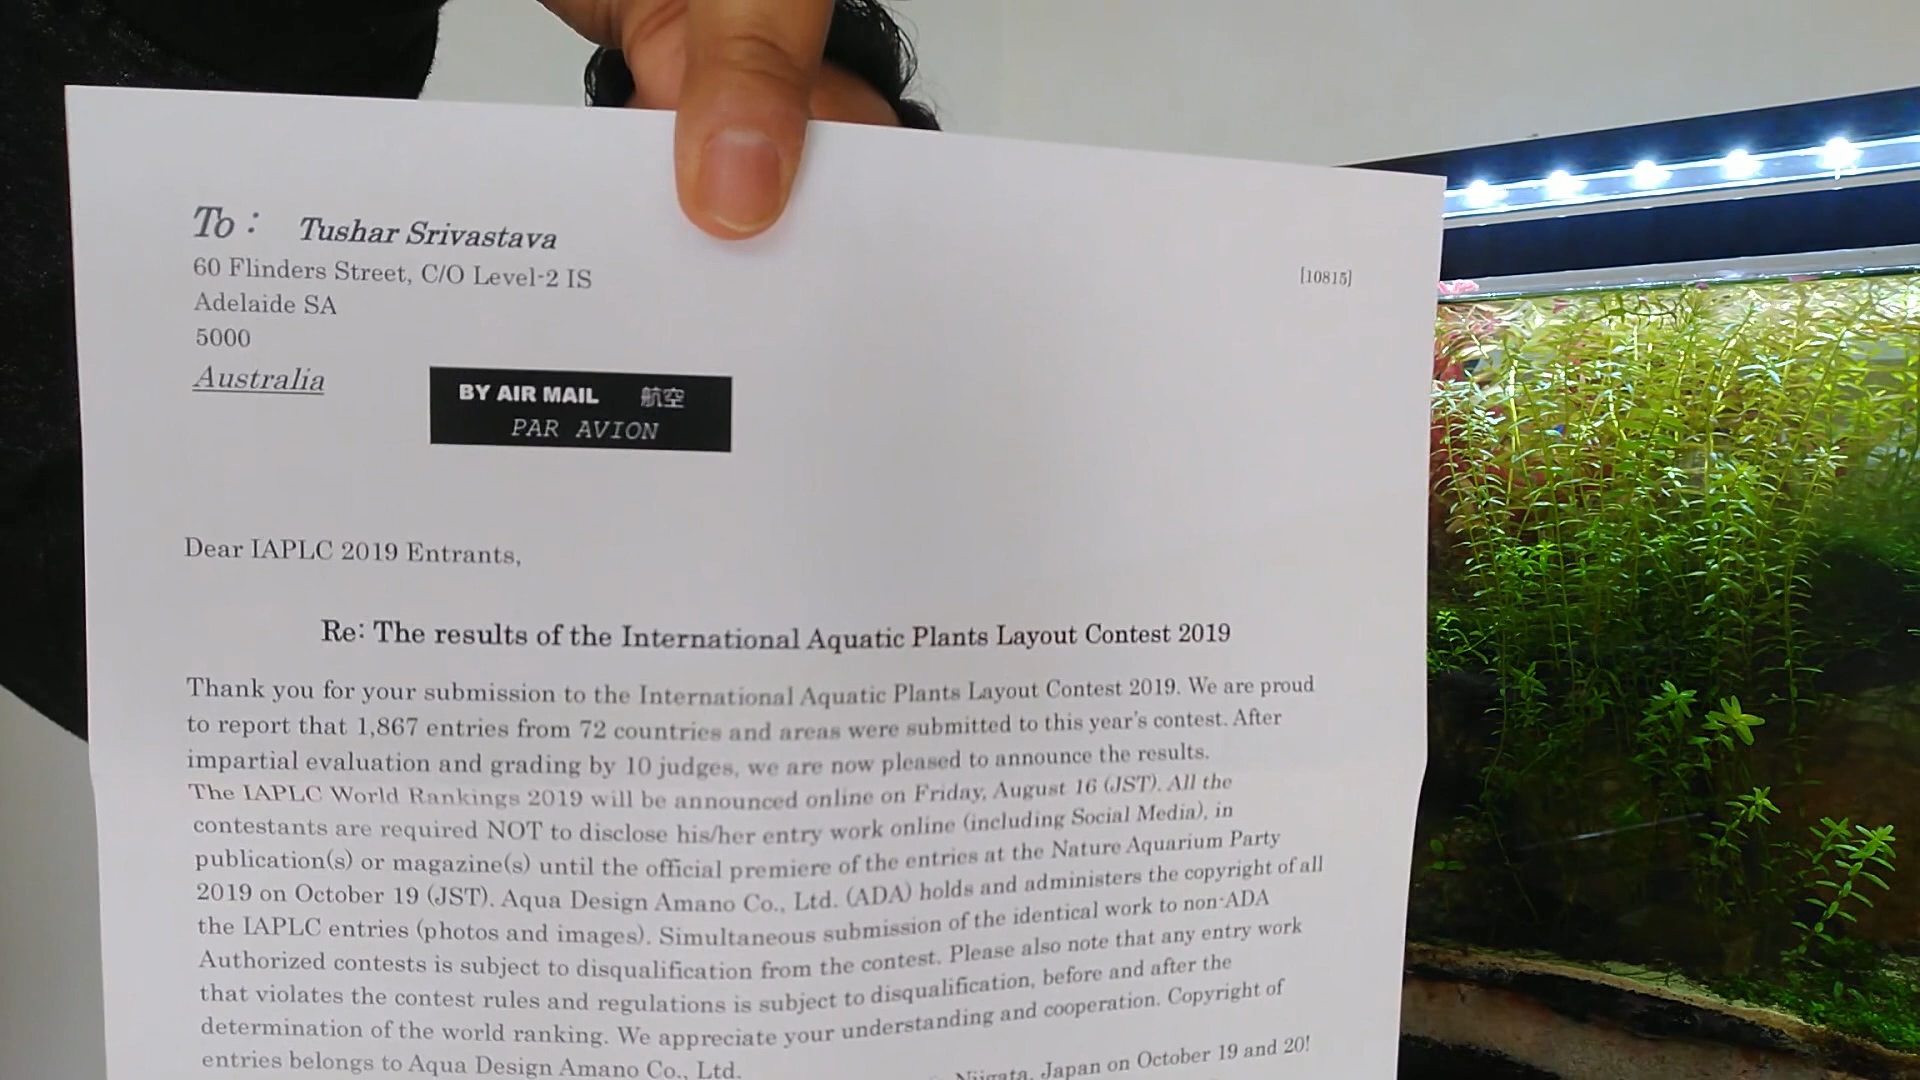 To : Tushar Srivastava
60 Flinders Street, C/O Level-2 IS
[10815]
Adelaide SA
5000
Australia
BY AIR MAIL 航空
PAR AVION
Dear IAPLC 2019 Entrants,
Re: The results of the International Aquatic Plants Layout Contest 2019
Thank you for your submission to the International Aquatic Plants Layout Contest 2019. We are proud
to report that 1,867 entries from 72 countries and areas were submitted to this year's contest. After
impartial evaluation and grading by 10 judges, we are now pleased to announce the results.
The IAPLC World Rankings 2019 will be announced online on Friday, August 16 (JST). All the
contestants are required NOT to disclose his/her entry work online (including Social Media), in
publication(s) or magazine(s) until the official premiere of the entries at the Nature Aquarium Party
2019 on October 19 (JST). Aqua Design Amano Co., Ltd. (ADA) holds and administers the copyright of all
the IAPLC entries (photos and images). Simultaneous submission of the identical work to non-ADA
Authorized contests is subject to disqualification from the contest. Please also note that any entry work
that violates the contest rules and regulations is subject to disqualification, before and after the
determination of the world ranking. We appreciate your understanding and cooperation. Copyright of
entries belongs to Aqua Design Amano Co., Ltd.
Niigata, Japan on October 19 and 20!